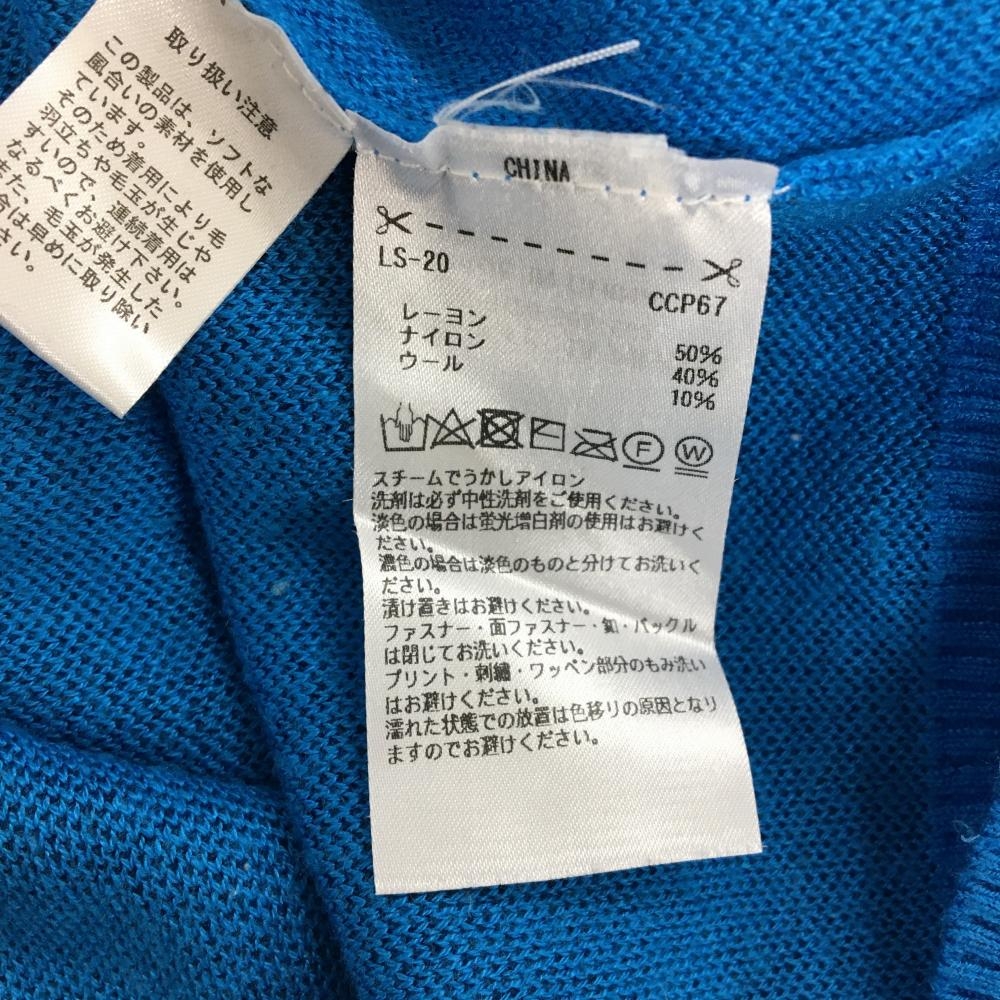 取り扱い注意
この製品は、ソフトな
風合いの素材を使用し
ています。
そのため着用により毛
羽立ちや毛玉が生じや
すいので、連続着用は
なるべくお避け下さい。
また、毛玉が発生した
合は早めに取り除い
さい。
CHINA
LS-20
CCP67
レーヨン 50%
ナイロン 40%
ウール 10%
F W
スチームでうかしアイロン
洗剤は必ず中性洗剤をご使用ください。
淡色の場合は蛍光増白剤の使用はお避けく
ださい。
濃色の場合は淡色のものと分けてお洗いく
ださい。
漬け置きはお避けください。
ファスナー・面ファスナー・釦・バックル
は閉じてお洗いください。
プリント・刺繍・ワッペン部分のもみ洗い
はお避けください。
濡れた状態での放置は色移りの原因となり
ますのでお避けください。